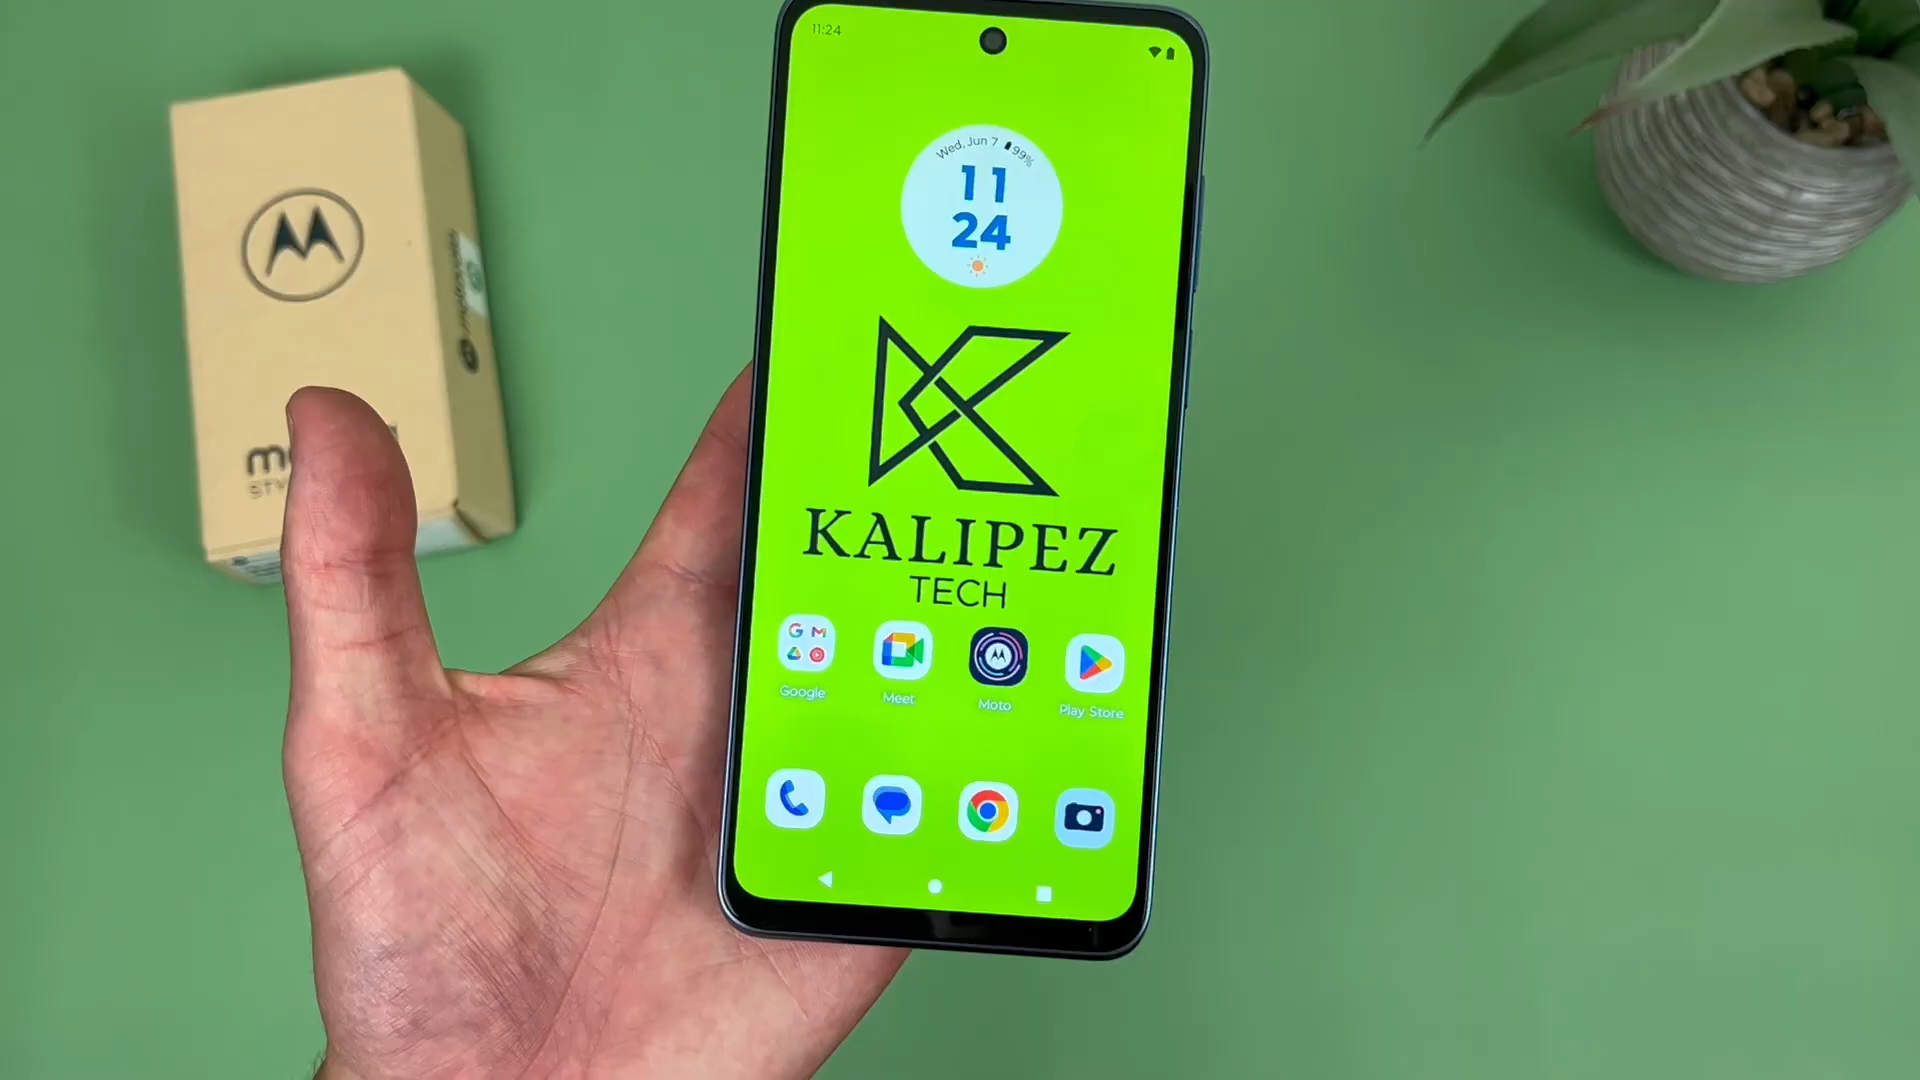 11:24
Wed, Jun 7 99%
11
24
KALIPEZ
TECH
Google
Meet
Moto
Play Store